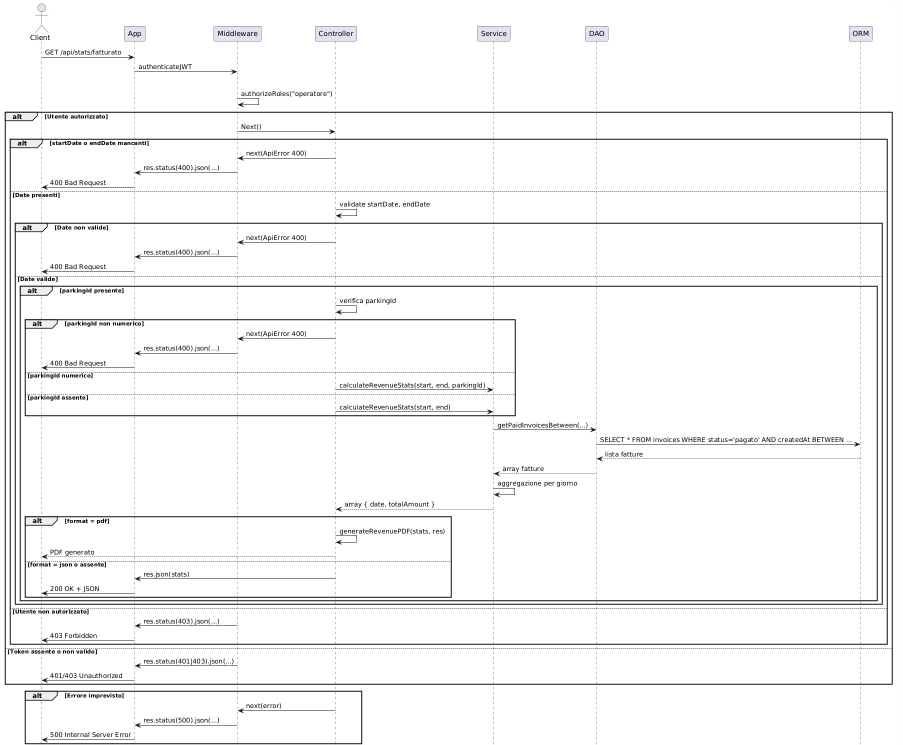 Client
App
Middleware
Controller
Service
DAO
ORM
GET /api/stats/fatturato
authenticateJWT
authorizeRoles("operatore")
alt [Utente autorizzato]
Next()
alt [startDate o endDate mancanti]
next(ApiError 400)
res.status(400).json(...)
400 Bad Request
[Date presenti]
validate startDate, endDate
alt [Date non valide]
next(ApiError 400)
res.status(400).json(...)
400 Bad Request
[Date valide]
alt [parkingId presente]
verifica parkingId
alt [parkingId non numerico]
next(ApiError 400)
res.status(400).json(...)
400 Bad Request
[parkingId numerico]
calculateRevenueStats(start, end, parkingId)
[parkingId assente]
calculateRevenueStats(start, end)
getPaidInvoicesBetween(...)
SELECT * FROM invoices WHERE status='pagato' AND createdAt BETWEEN ...
lista fatture
array fatture
aggregazione per giorno
array { date, totalAmount }
alt [format = pdf]
generateRevenuePDF(stats, res)
PDF generato
[format = json o assente]
res.json(stats)
200 OK + JSON
[Utente non autorizzato]
res.status(403).json(...)
403 Forbidden
[Token assente o non valido]
res.status(401|403).json(...)
401/403 Unauthorized
alt [Errore imprevisto]
next(error)
res.status(500).json(...)
500 Internal Server Error